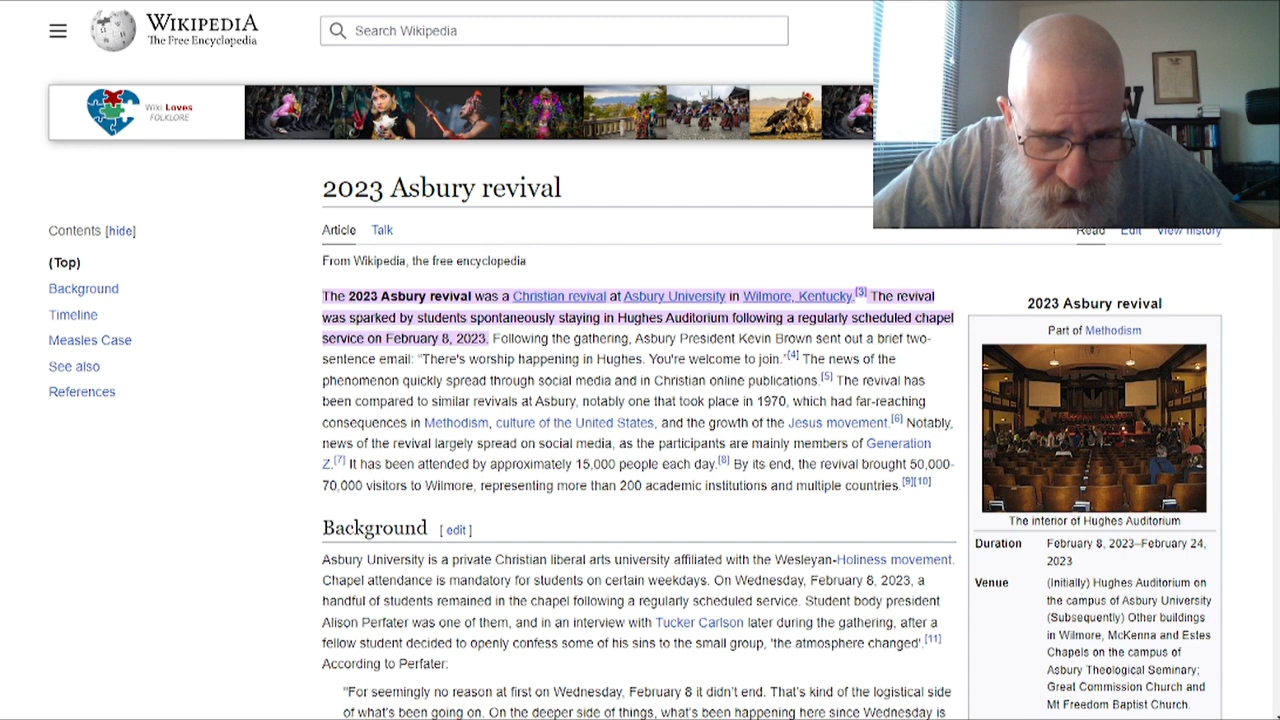 WIKIPEDIA
The Free Encyclopedia
Search Wikipedia
Wiki Loves
FOLKLORE
2023 Asbury revival
Contents [hide]
Article Talk
Read Edit View history
(Top)
From Wikipedia, the free encyclopedia
Background
Timeline
Measles Case
See also
References
The 2023 Asbury revival was a Christian revival at Asbury University in Wilmore, Kentucky.[3] The revival
was sparked by students spontaneously staying in Hughes Auditorium following a regularly scheduled chapel
service on February 8, 2023. Following the gathering, Asbury President Kevin Brown sent out a brief two-
sentence email: "There's worship happening in Hughes. You're welcome to join."[4] The news of the
phenomenon quickly spread through social media and in Christian online publications.[5] The revival has
been compared to similar revivals at Asbury, notably one that took place in 1970, which had far-reaching
consequences in Methodism, culture of the United States, and the growth of the Jesus movement.[6] Notably,
news of the revival largely spread on social media, as the participants are mainly members of Generation
Z.[7] It has been attended by approximately 15,000 people each day.[8] By its end, the revival brought 50,000-
70,000 visitors to Wilmore, representing more than 200 academic institutions and multiple countries.[9][10]
Background [ edit ]
Asbury University is a private Christian liberal arts university affiliated with the Wesleyan-Holiness movement.
Chapel attendance is mandatory for students on certain weekdays. On Wednesday, February 8, 2023, a
handful of students remained in the chapel following a regularly scheduled service. Student body president
Alison Perfater was one of them, and in an interview with Tucker Carlson later during the gathering, after a
fellow student decided to openly confess some of his sins to the small group, 'the atmosphere changed'.[11]
According to Perfater:
"For seemingly no reason at first on Wednesday, February 8 it didn't end. That's kind of the logistical side
of what's been going on. On the deeper side of things, what's been happening here since Wednesday is
2023 Asbury revival
Part of Methodism
The interior of Hughes Auditorium
Duration February 8, 2023–February 24,
2023
Venue (Initially) Hughes Auditorium on
the campus of Asbury University
(Subsequently) Other buildings
in Wilmore, McKenna and Estes
Chapels on the campus of
Asbury Theological Seminary;
Great Commission Church and
Mt Freedom Baptist Church.